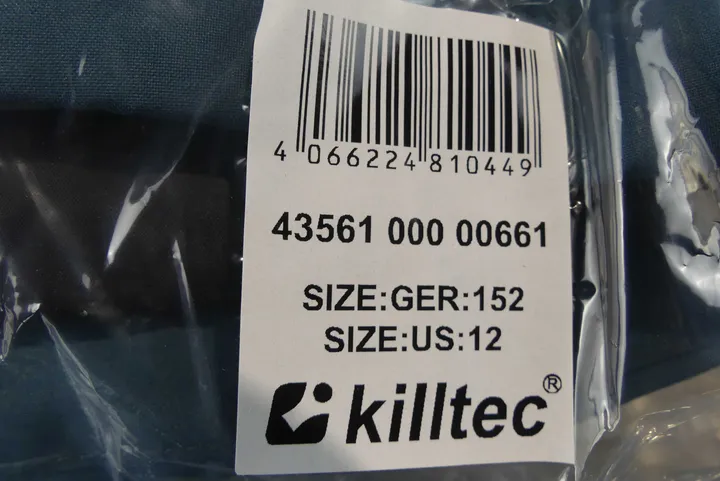 4 066224 810449
43561 000 00661
SIZE:GER:152
SIZE:US:12
killtec®